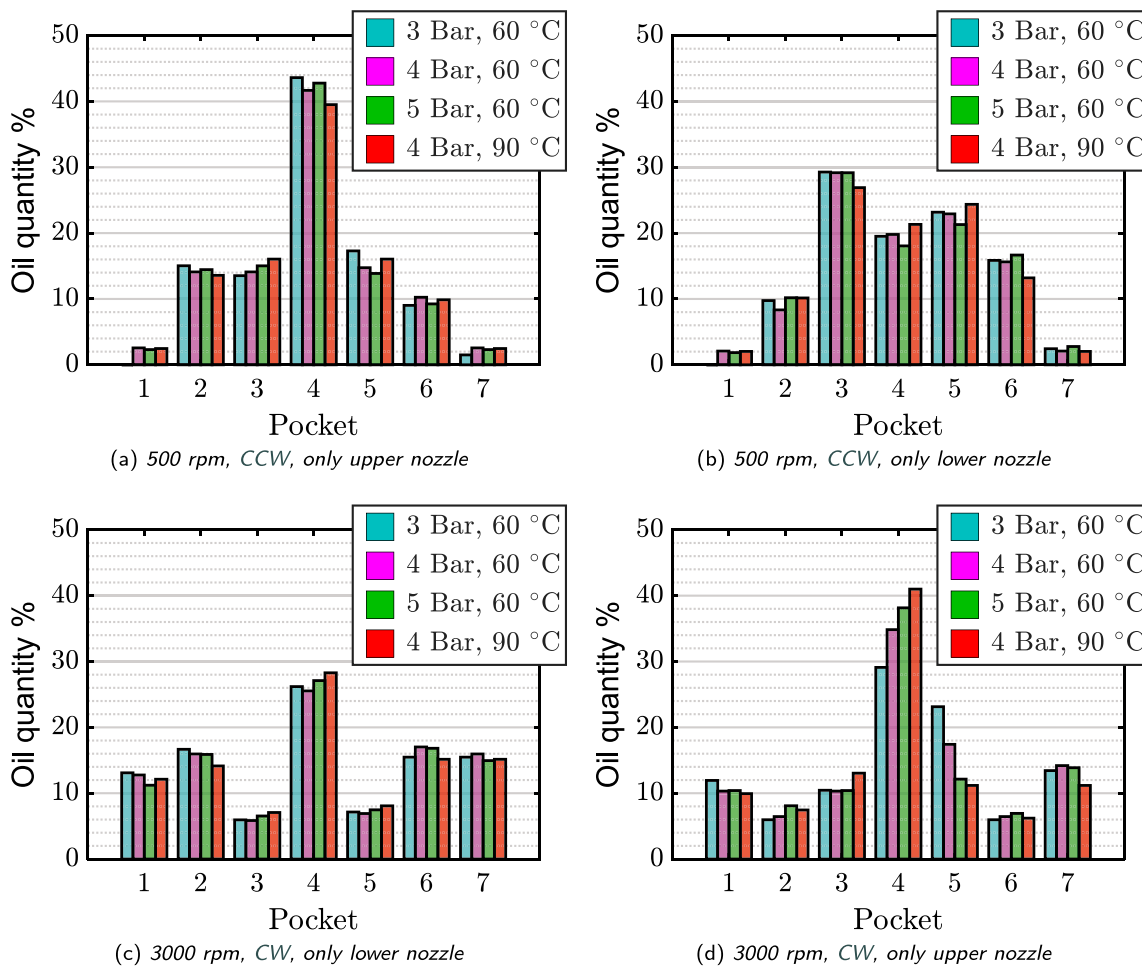 50
40
30
20
10
0
Oil quantity %
3 Bar, 60 °C
4 Bar, 60 °C
5 Bar, 60 °C
4 Bar, 90 °C
1 2 3 4 5 6 7
Pocket
(a) 500 rpm, CCW, only upper nozzle
50
40
30
20
10
0
Oil quantity %
3 Bar, 60 °C
4 Bar, 60 °C
5 Bar, 60 °C
4 Bar, 90 °C
1 2 3 4 5 6 7
Pocket
(b) 500 rpm, CCW, only lower nozzle
50
40
30
20
10
0
Oil quantity %
3 Bar, 60 °C
4 Bar, 60 °C
5 Bar, 60 °C
4 Bar, 90 °C
1 2 3 4 5 6 7
Pocket
(c) 3000 rpm, CW, only lower nozzle
50
40
30
20
10
0
Oil quantity %
3 Bar, 60 °C
4 Bar, 60 °C
5 Bar, 60 °C
4 Bar, 90 °C
1 2 3 4 5 6 7
Pocket
(d) 3000 rpm, CW, only upper nozzle